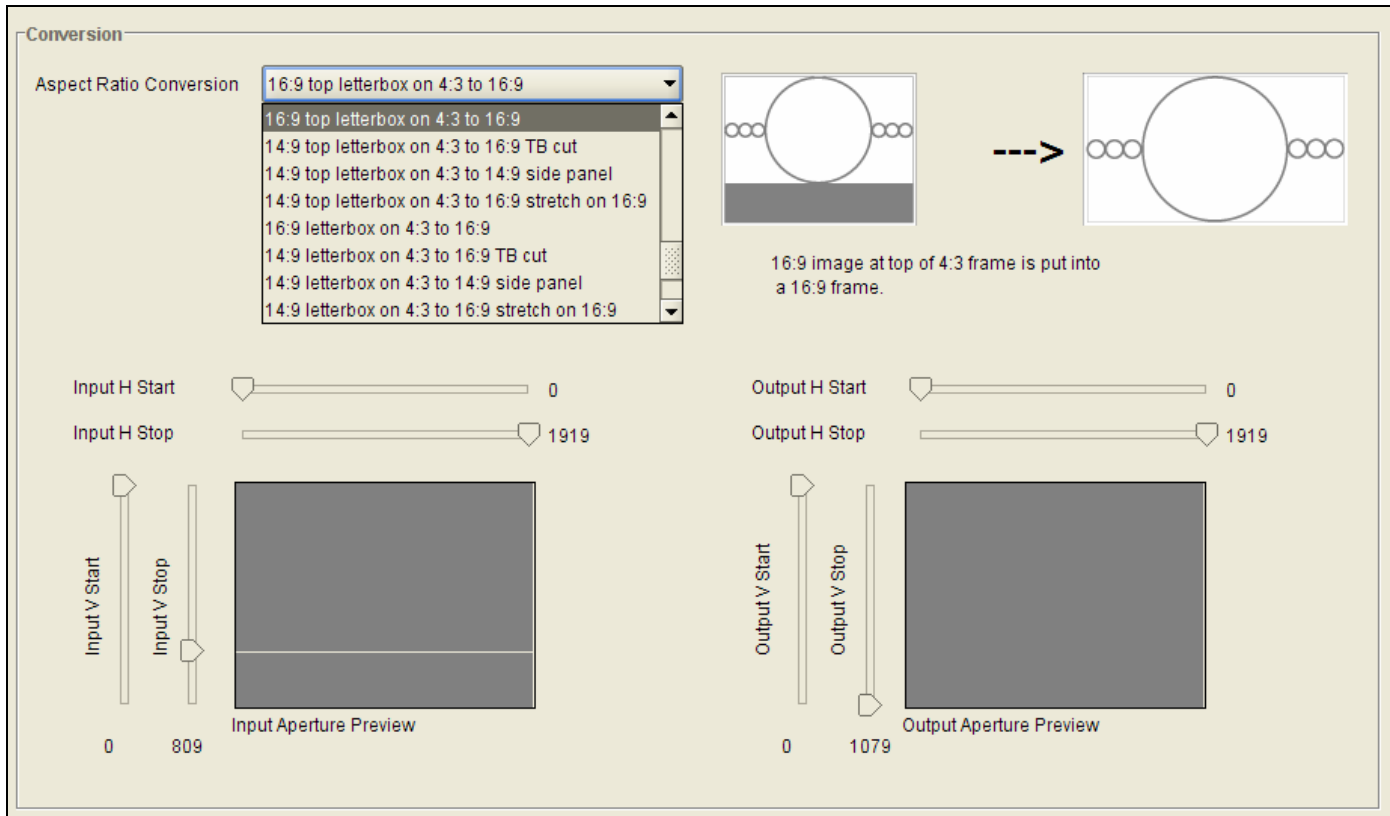 Conversion
Aspect Ratio Conversion
16:9 top letterbox on 4:3 to 16:9
16:9 top letterbox on 4:3 to 16:9
14:9 top letterbox on 4:3 to 16:9 TB cut
14:9 top letterbox on 4:3 to 14:9 side panel
14:9 top letterbox on 4:3 to 16:9 stretch on 16:9
16:9 letterbox on 4:3 to 16:9
14:9 letterbox on 4:3 to 16:9 TB cut
14:9 letterbox on 4:3 to 14:9 side panel
14:9 letterbox on 4:3 to 16:9 stretch on 16:9
--->
16:9 image at top of 4:3 frame is put into
a 16:9 frame.
Input H Start 0
Input H Stop 1919
Input V Start
Input V Stop
Input Aperture Preview
0 809
Output H Start 0
Output H Stop 1919
Output V Start
Output V Stop
Output Aperture Preview
0 1079